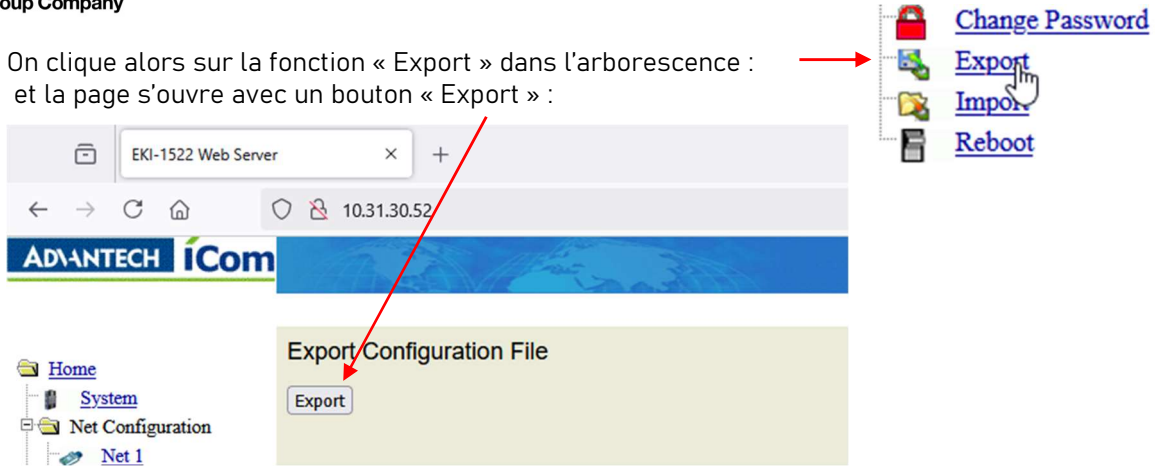 oup Company
Change Password
On clique alors sur la fonction « Export » dans l'arborescence :
Export
et la page s'ouvre avec un bouton « Export » :
Import
Reboot
EKI-1522 Web Server
10.31.30.52
ADVANTECH iCom
Export Configuration File
Home
Export
System
Net Configuration
Net 1